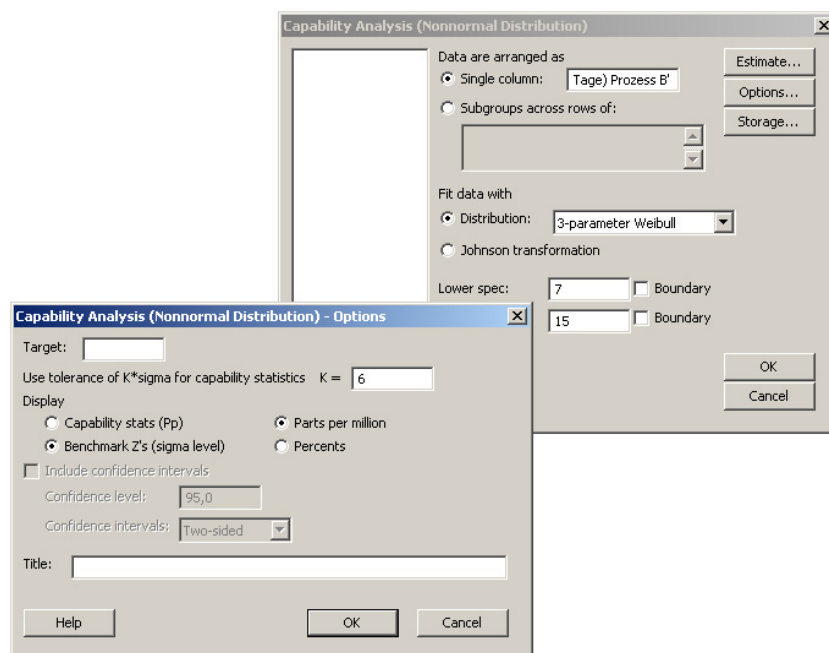 Capability Analysis (Nonnormal Distribution)
Data are arranged as
Single column: Tage) Prozess B'
Subgroups across rows of:
Estimate...
Options...
Storage...
Fit data with
Distribution: 3-parameter Weibull
Johnson transformation
Lower spec: 7 Boundary
15 Boundary
OK
Cancel
Capability Analysis (Nonnormal Distribution) - Options
Target:
Use tolerance of K*sigma for capability statistics K = 6
Display
Capability stats (Pp) Parts per million
Benchmark Z's (sigma level) Percents
Include confidence intervals
Confidence level: 95,0
Confidence intervals: Two-sided
Title:
Help OK Cancel